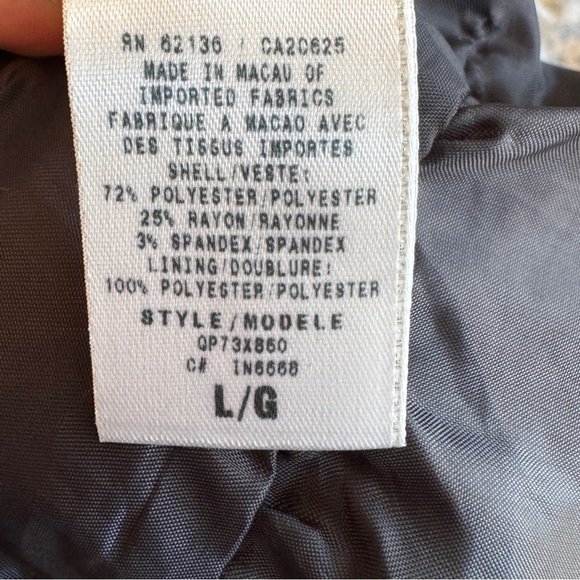 RN 62136 / CA20625
MADE IN MACAU OF
IMPORTED FABRICS
FABRIQUE A MACAO AVEC
DES TISSUS IMPORTES
SHELL/VESTE:
72% POLYESTER/POLYESTER
25% RAYON/RAYONNE
3% SPANDEX/SPANDEX
LINING/DOUBLURE:
100% POLYESTER/POLYESTER
STYLE/MODELE
QP73X860
C# IN6668
L/G